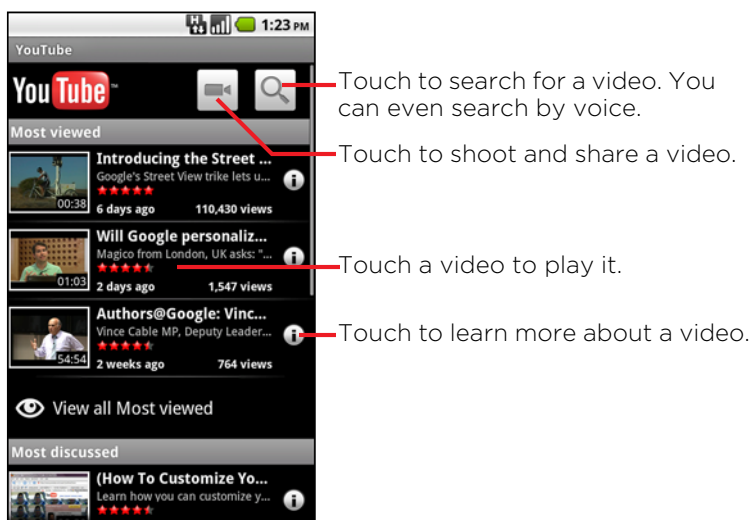 H
1:23 PM
YouTube
You Tube ™
Touch to search for a video. You
can even search by voice.
Most viewed
Touch to shoot and share a video.
Introducing the Street ...
Google's Street View trike lets u...
00:38
6 days ago 110,430 views
Will Google personaliz...
Magico from London, UK asks: "...
Touch a video to play it.
01:03
2 days ago 1,547 views
Authors@Google: Vinc...
Vince Cable MP, Deputy Leader...
Touch to learn more about a video.
54:54
2 weeks ago 764 views
View all Most viewed
Most discussed
(How To Customize Yo...
Learn how you can customize y...